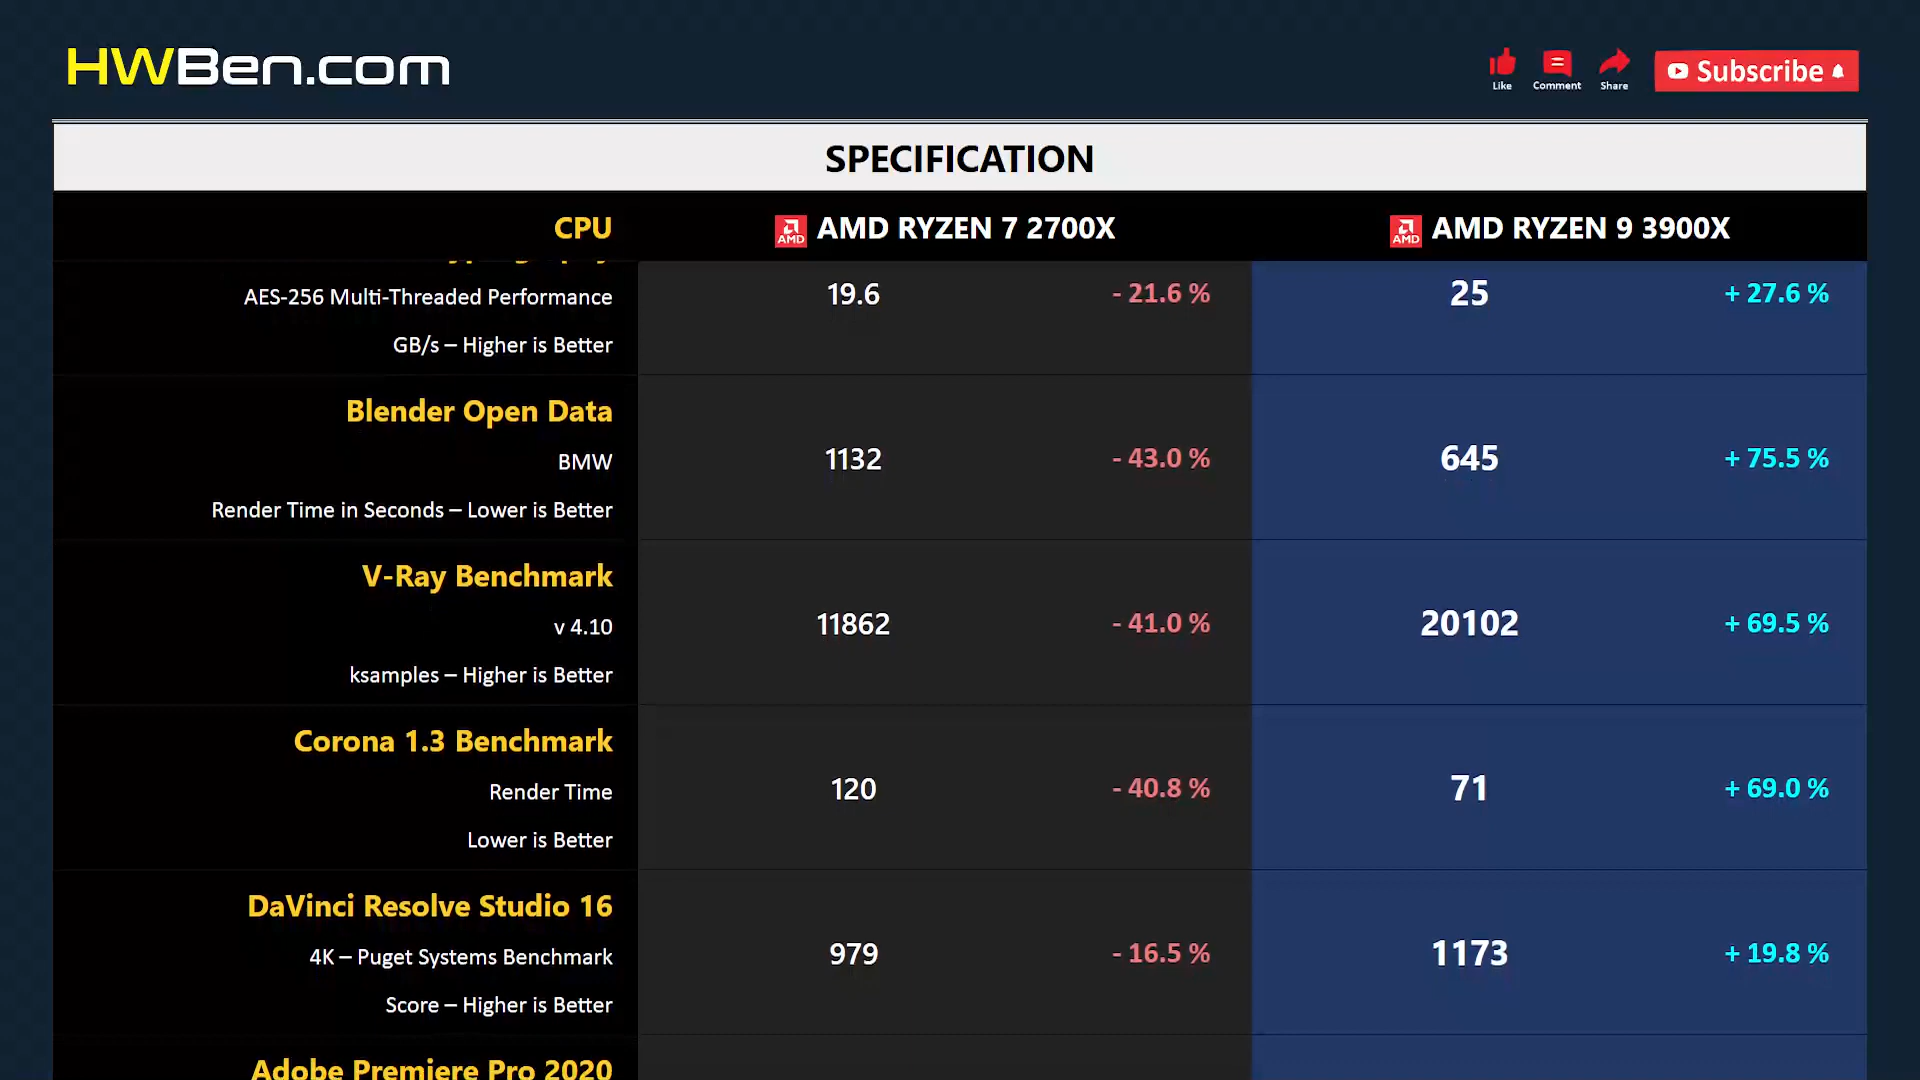 HWBen.com
Like
Comment
Share
Subscribe
SPECIFICATION
CPU
AMD
AMD RYZEN 7 2700X
AMD
AMD RYZEN 9 3900X
AES-256 Multi-Threaded Performance
GB/s – Higher is Better
19.6
- 21.6 %
25
+ 27.6 %
Blender Open Data
BMW
Render Time in Seconds – Lower is Better
1132
- 43.0 %
645
+ 75.5 %
V-Ray Benchmark
v 4.10
ksamples – Higher is Better
11862
- 41.0 %
20102
+ 69.5 %
Corona 1.3 Benchmark
Render Time
Lower is Better
120
- 40.8 %
71
+ 69.0 %
DaVinci Resolve Studio 16
4K – Puget Systems Benchmark
Score – Higher is Better
979
- 16.5 %
1173
+ 19.8 %
Adobe Premiere Pro 2020